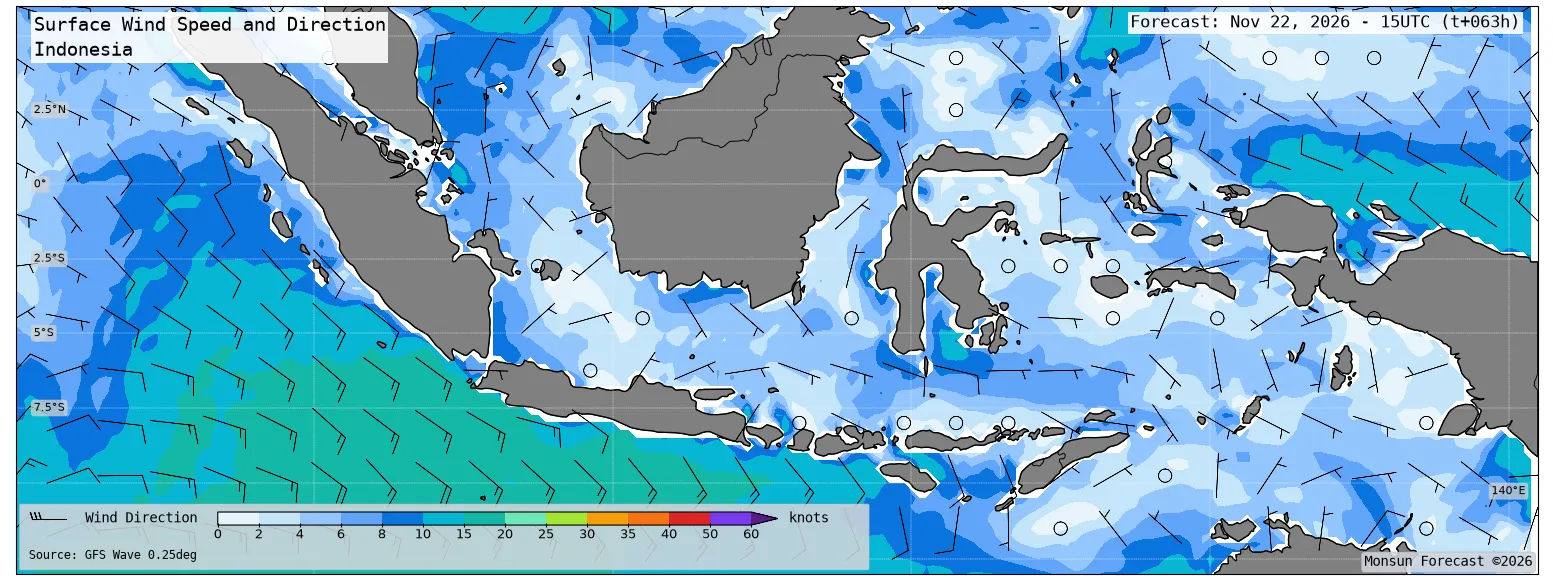 Surface Wind Speed and Direction
Indonesia
Forecast: Nov 22, 2026 - 15UTC (t+063h)
2.5°N
0°
2.5°S
5°S
7.5°S
140°E
Wind Direction
knots
0 2 4 6 8 10 15 20 25 30 35 40 50 60
Source: GFS Wave 0.25deg
Monsun Forecast ©2026